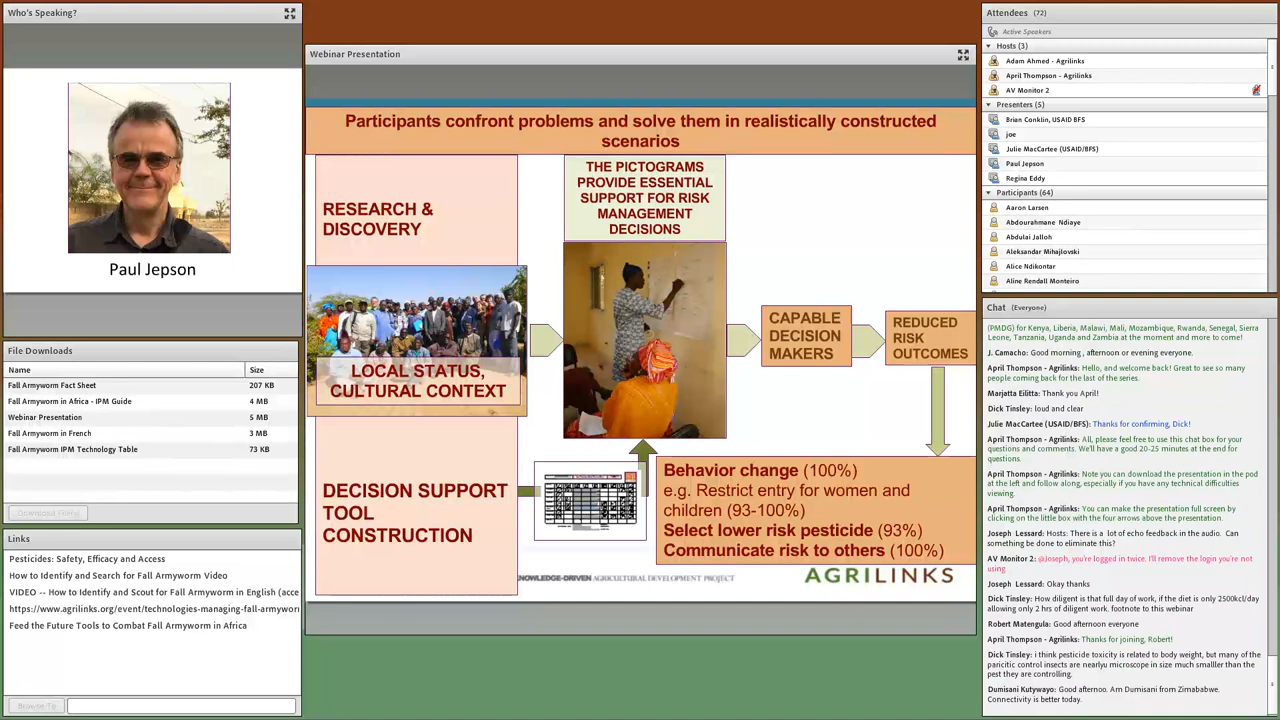 Who's Speaking?
Paul Jepson
File Downloads
Name
Size
Fall Armyworm Fact Sheet
207 KB
Fall Armyworm in Africa - IPM Guide
4 MB
Webinar Presentation
5 MB
Fall Armyworm in French
3 MB
Fall Armyworm IPM Technology Table
73 KB
Download File(s)
Links
Pesticides: Safety, Efficacy and Access
How to Identify and Search for Fall Armyworm Video
VIDEO -- How to Identify and Scout for Fall Armyworm in English (acce
https://www.agrilinks.org/event/technologies-managing-fall-armywori
Feed the Future Tools to Combat Fall Armyworm in Africa
Browse To
Webinar Presentation
Participants confront problems and solve them in realistically constructed
scenarios
RESEARCH &
DISCOVERY
LOCAL STATUS,
CULTURAL CONTEXT
DECISION SUPPORT
TOOL
CONSTRUCTION
THE PICTOGRAMS
PROVIDE ESSENTIAL
SUPPORT FOR RISK
MANAGEMENT
DECISIONS
CAPABLE
DECISION
MAKERS
REDUCED
RISK
OUTCOMES
Behavior change (100%)
e.g. Restrict entry for women and
children (93-100%)
Select lower risk pesticide (93%)
Communicate risk to others (100%)
KNOWLEDGE-DRIVEN AGRICULTURAL DEVELOPMENT PROJECT
AGRILINKS
Attendees (72)
Active Speakers
Hosts (3)
Adam Ahmed - Agrilinks
April Thompson - Agrilinks
AV Monitor 2
Presenters (5)
Brian Conklin, USAID BFS
joe
Julie MacCartee (USAID/BFS)
Paul Jepson
Regina Eddy
Participants (64)
Aaron Larsen
Abdourahmane Ndiaye
Abdulai Jalloh
Aleksandar Mihajlovski
Alice Ndikontar
Aline Rendall Monteiro
Chat (Everyone)
(PMDG) for Kenya, Liberia, Malawi, Mali, Mozambique, Rwanda, Senegal, Sierra
Leone, Tanzania, Uganda and Zambia at the moment and more to come!
J. Camacho: Good morning , afternoon or evening everyone.
April Thompson - Agrilinks: Hello, and welcome back! Great to see so many
people coming back for the last of the series.
Marjatta Eilitta: Thank you April!
Dick Tinsley: loud and clear
Julie MacCartee (USAID/BFS): Thanks for confirming, Dick!
April Thompson - Agrilinks: All, please feel free to use this chat box for your
questions and comments. We'll have a good 20-25 minutes at the end for
questions.
April Thompson - Agrilinks: Note you can download the presentation in the pod
at the left and follow along, especially if you have any technical difficulties
viewing.
April Thompson - Agrilinks: You can make the presentation full screen by
clicking on the little box with the four arrows above the presentation.
Joseph Lessard: Hosts: There is a lot of echo feedback in the audio. Can
something be done to eliminate this?
AV Monitor 2: @Joseph, you're logged in twice. I'll remove the login you're not
using
Joseph Lessard: Okay thanks
Dick Tinsley: How diligent is that full day of work, if the diet is only 2500kcl/day
allowing only 2 hrs of diligent work. footnote to this webinar
Robert Matengula: Good afternoon everyone
April Thompson - Agrilinks: Thanks for joining, Robert!
Dick Tinsley: i think pesticide toxicity is related to body weight, but many of the
paricitic control insects are nearlyu microscope in size much smalller than the
pest they are controlling.
Dumisani Kutywayo: Good afternoo. Am Dumisani from Zimababwe.
Connectivity is better today.